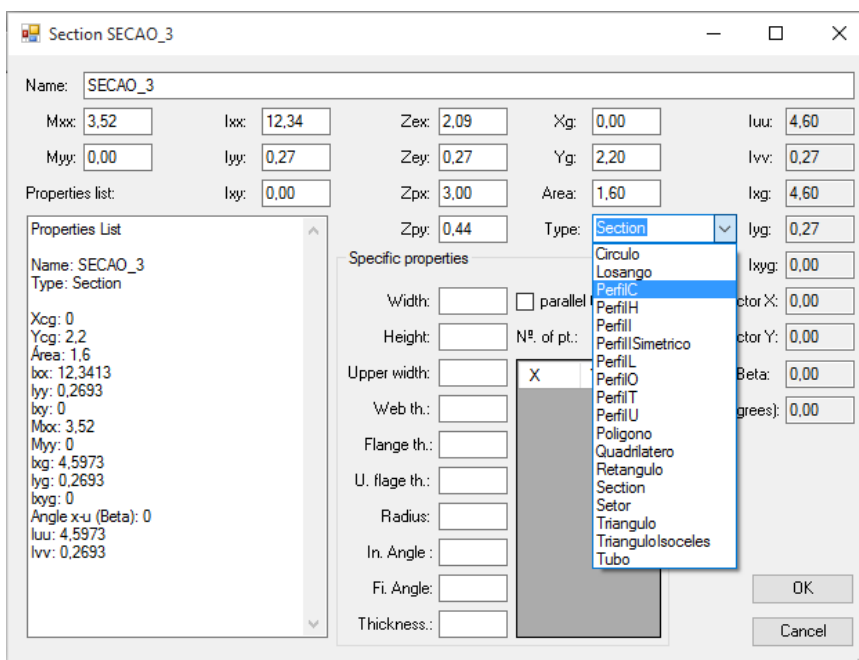 Section SECAO_3
Name: SECAO_3
Mxx: 3,52 Ixx: 12,34 Zex: 2,09 Xg: 0,00 Iuu: 4,60
Myy: 0,00 Iyy: 0,27 Zey: 0,27 Yg: 2,20 Ivv: 0,27
Properties list: Ixy: 0,00 Zpx: 3,00 Area: 1,60 Ixg: 4,60
Zpy: 0,44 Type: Section Iyg: 0,27
Ixyg: 0,00
ctor X: 0,00
ctor Y: 0,00
Beta: 0,00
grees): 0,00
Properties List
Name: SECAO_3
Type: Section
Xcg: 0
Ycg: 2,2
Área: 1,6
Ixx: 12,3413
Iyy: 0,2693
Ixy: 0
Mxx: 3,52
Myy: 0
Ixg: 4,5973
Iyg: 0,2693
Ixyg: 0
Angle x-u (Beta): 0
Iuu: 4,5973
Ivv: 0,2693
Specific properties
Width: parallel
Height: Nº. of pt.:
Upper width: X
Web th.:
Flange th.:
U. flage th.:
Radius:
In. Angle :
Fi. Angle:
Thickness.:
Circulo
Losango
PerfilC
PerfilH
PerfilI
PerfilISimetrico
PerfilL
PerfilO
PerfilT
PerfilU
Poligono
Quadrilatero
Retangulo
Section
Setor
Triangulo
TrianguloIsoceles
Tubo
OK
Cancel